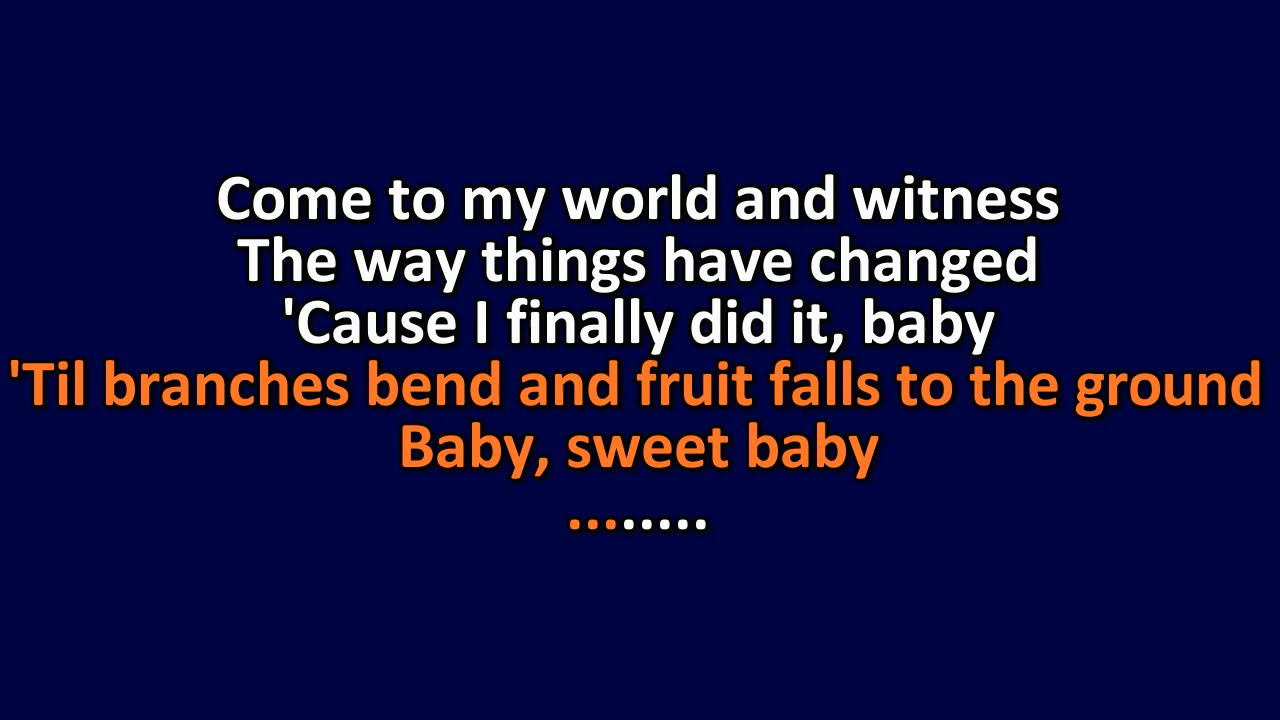 Come to my world and witness
The way things have changed
'Cause I finally did it, baby
'Til branches bend and fruit falls to the ground
Baby, sweet baby
........